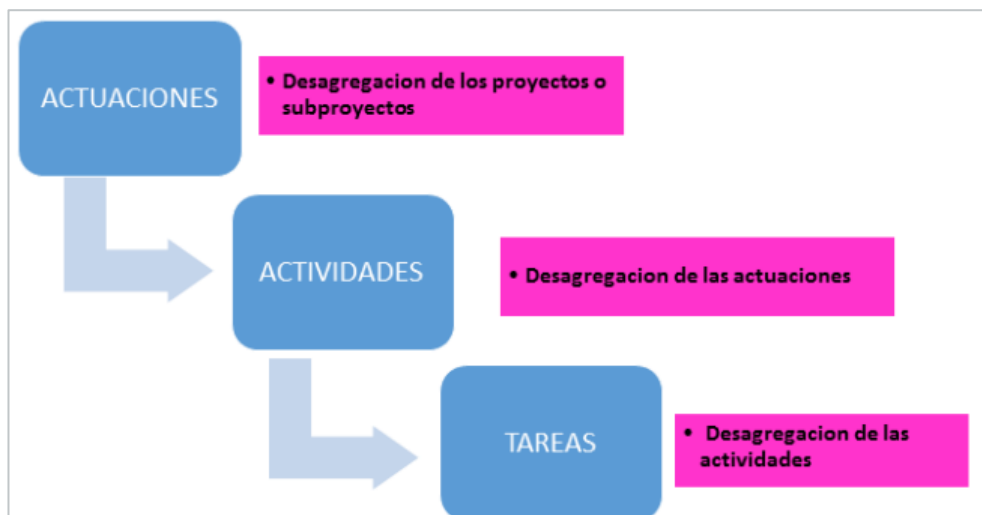 ACTUACIONES
• Desagregacion de los proyectos o
subproyectos
ACTIVIDADES
• Desagregacion de las actuaciones
TAREAS
• Desagregacion de las
actividades